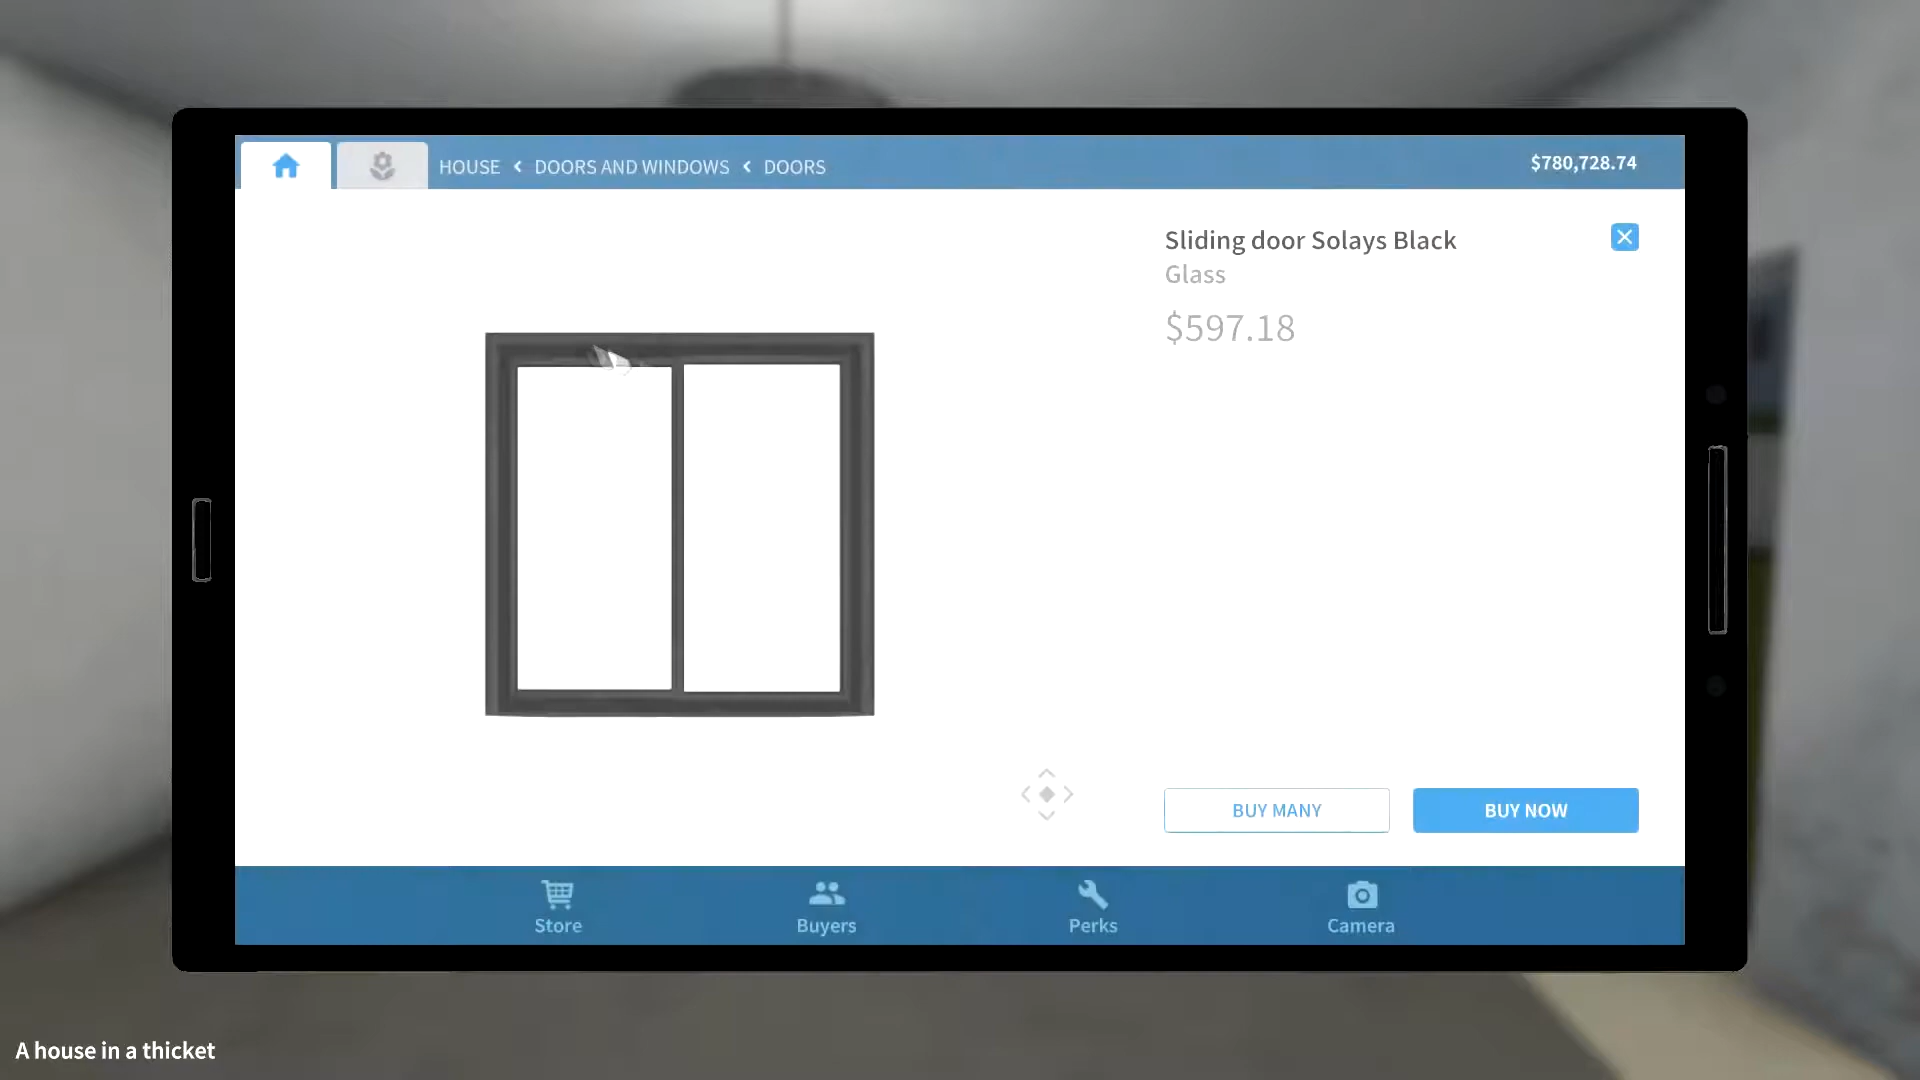 HOUSE < DOORS AND WINDOWS < DOORS
$780,728.74
Sliding door Solays Black
Glass
$597.18
BUY MANY
BUY NOW
Store
Buyers
Perks
Camera
A house in a thicket